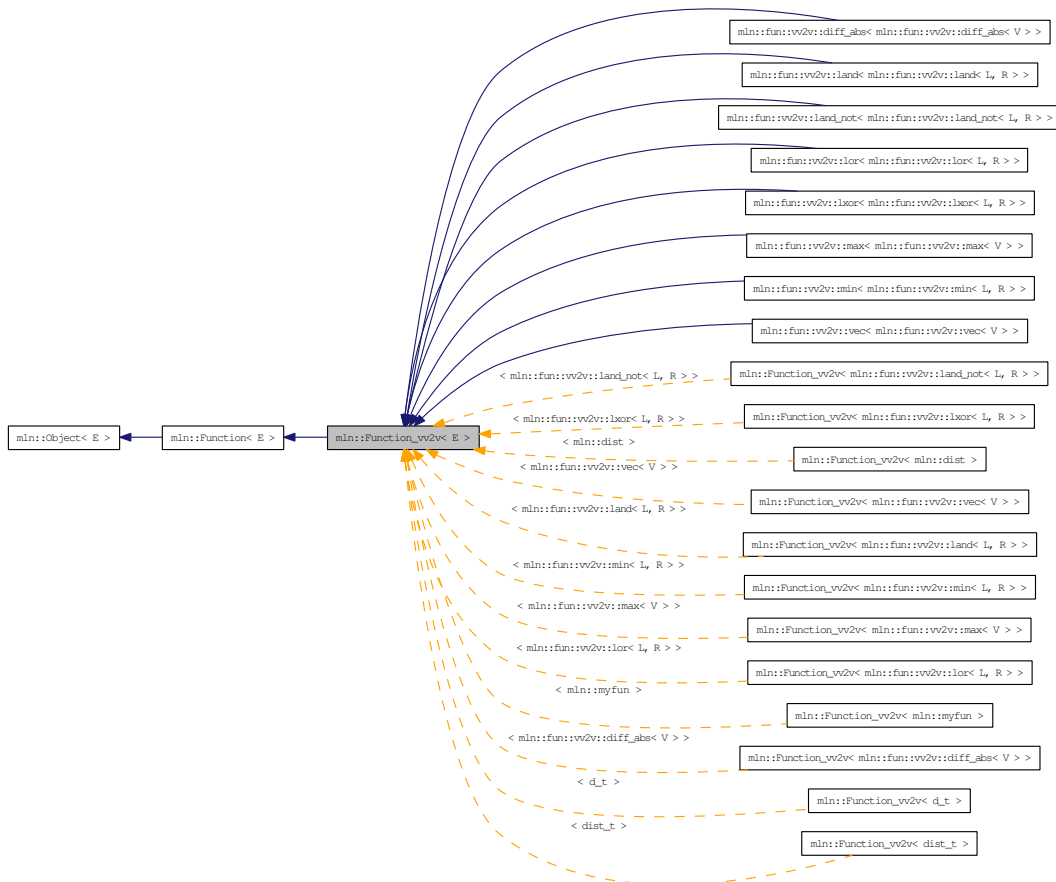 mln::fun::vv2v::diff_abs< mln::fun::vv2v::diff_abs< V > >
mln::fun::vv2v::land< mln::fun::vv2v::land< L, R > >
mln::fun::vv2v::land_not< mln::fun::vv2v::land_not< L, R > >
mln::fun::vv2v::lor< mln::fun::vv2v::lor< L, R > >
mln::fun::vv2v::lxor< mln::fun::vv2v::lxor< L, R > >
mln::fun::vv2v::max< mln::fun::vv2v::max< V > >
mln::fun::vv2v::min< mln::fun::vv2v::min< L, R > >
mln::fun::vv2v::vec< mln::fun::vv2v::vec< V > >
< mln::fun::vv2v::land_not< L, R > >
mln::Function_vv2v< mln::fun::vv2v::land_not< L, R > >
< mln::fun::vv2v::lxor< L, R > >
mln::Function_vv2v< mln::fun::vv2v::lxor< L, R > >
mln::Object< E >
mln::Function< E >
mln::Function_vv2v< E >
< mln::dist >
mln::Function_vv2v< mln::dist >
< mln::fun::vv2v::vec< V > >
mln::Function_vv2v< mln::fun::vv2v::vec< V > >
< mln::fun::vv2v::land< L, R > >
mln::Function_vv2v< mln::fun::vv2v::land< L, R > >
< mln::fun::vv2v::min< L, R > >
mln::Function_vv2v< mln::fun::vv2v::min< L, R > >
< mln::fun::vv2v::max< V > >
mln::Function_vv2v< mln::fun::vv2v::max< V > >
< mln::fun::vv2v::lor< L, R > >
mln::Function_vv2v< mln::fun::vv2v::lor< L, R > >
< mln::myfun >
mln::Function_vv2v< mln::myfun >
< mln::fun::vv2v::diff_abs< V > >
mln::Function_vv2v< mln::fun::vv2v::diff_abs< V > >
< d_t >
mln::Function_vv2v< d_t >
< dist_t >
mln::Function_vv2v< dist_t >